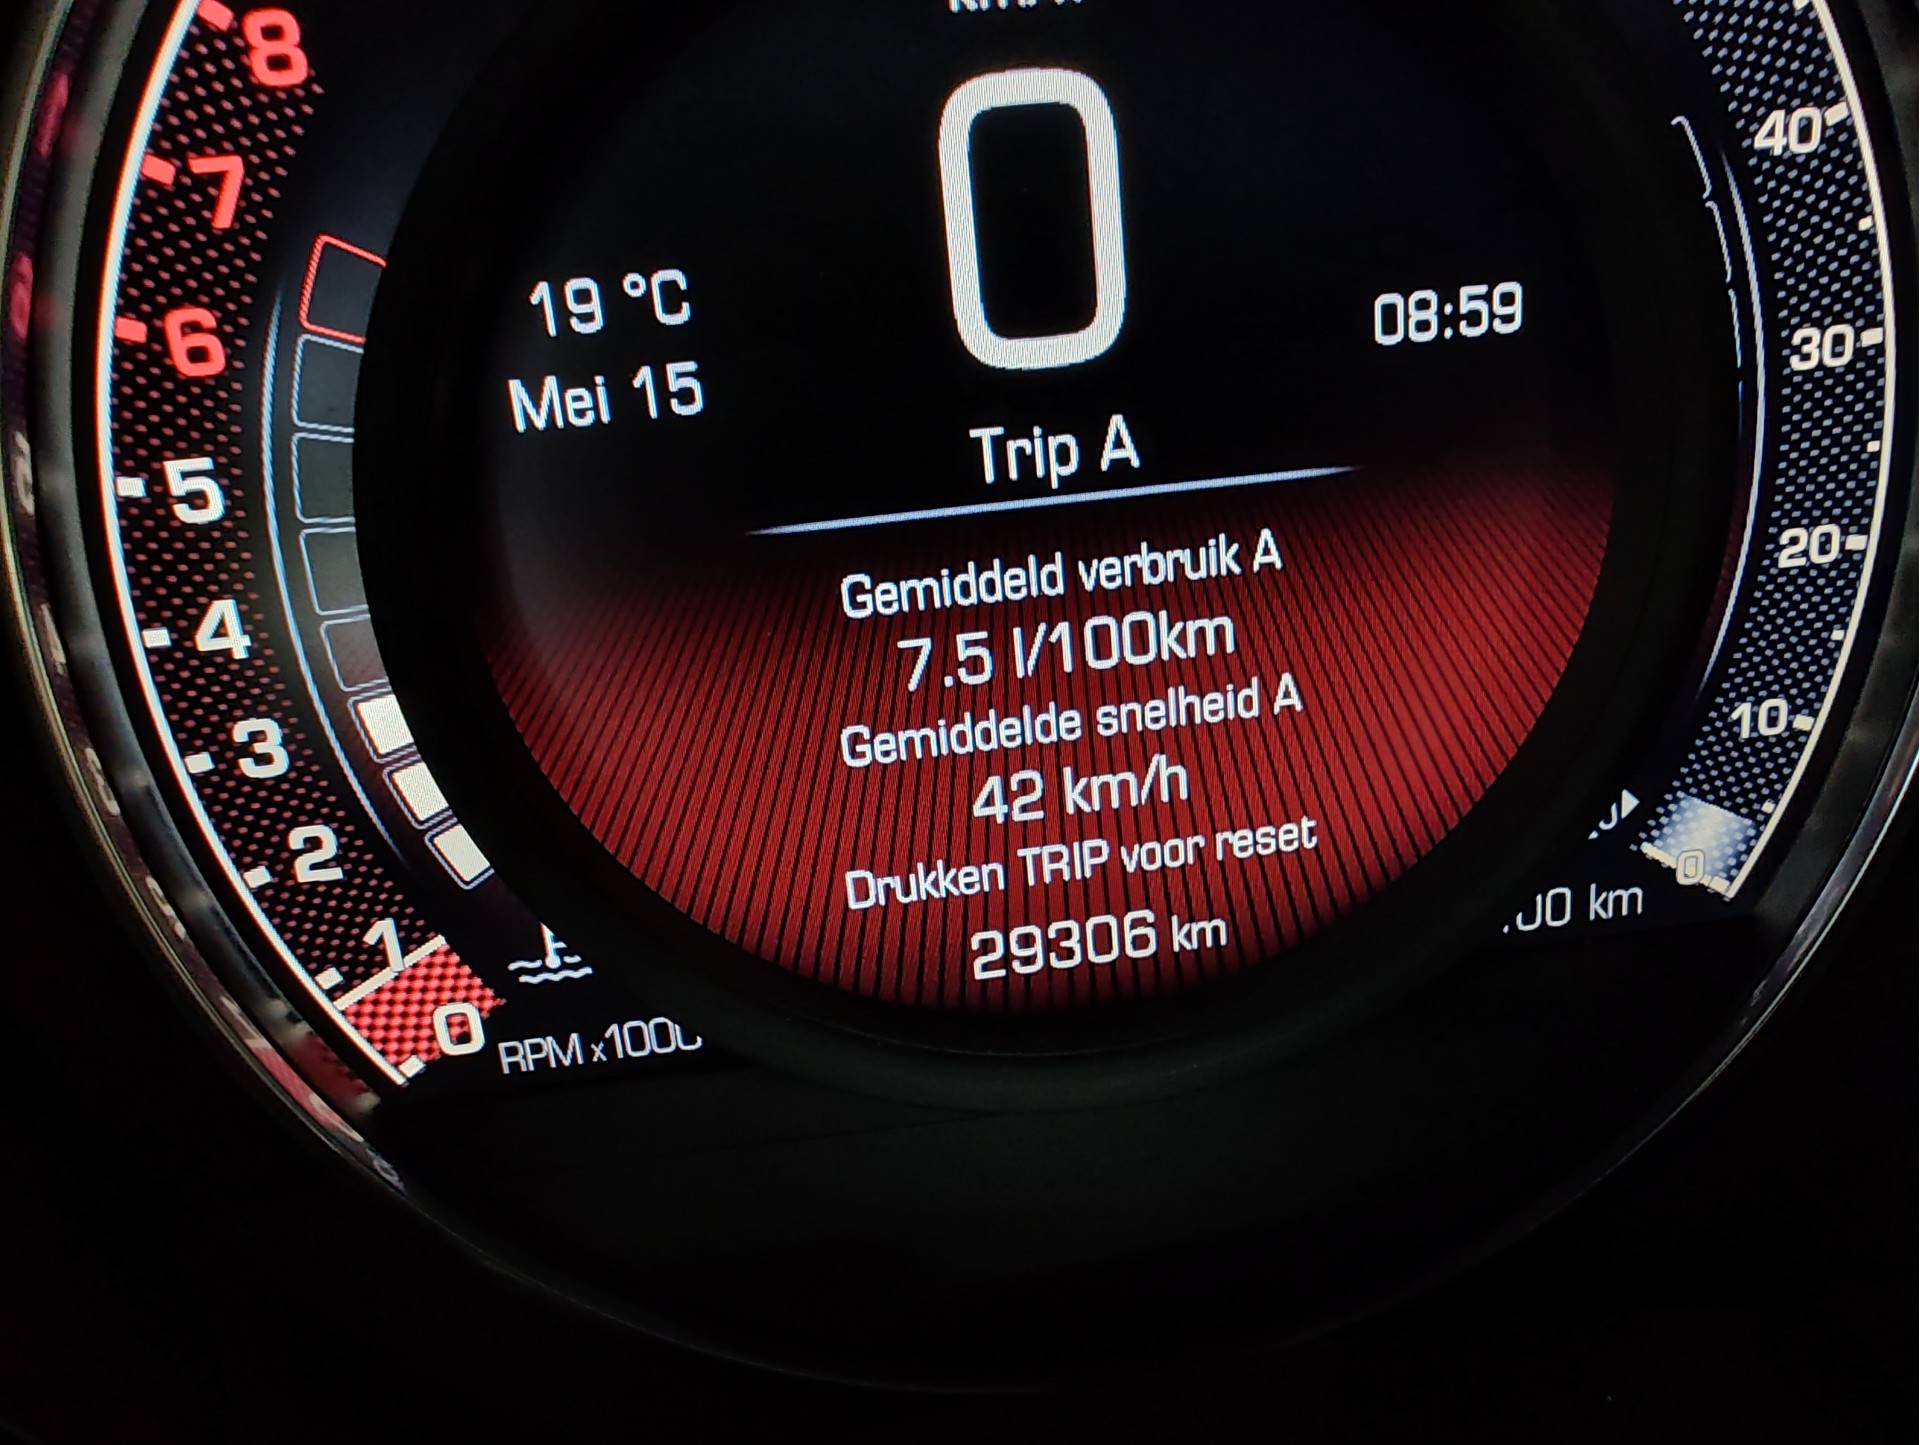 0
19 °C
08:59
Mei 15
Trip A
Gemiddeld verbruik A
7.5 l/100km
Gemiddelde snelheid A
42 km/h
Drukken TRIP voor reset
29306 km
8
7
6
5
4
3
2
1
0
RPM x1000
40
30
20
10
0
km